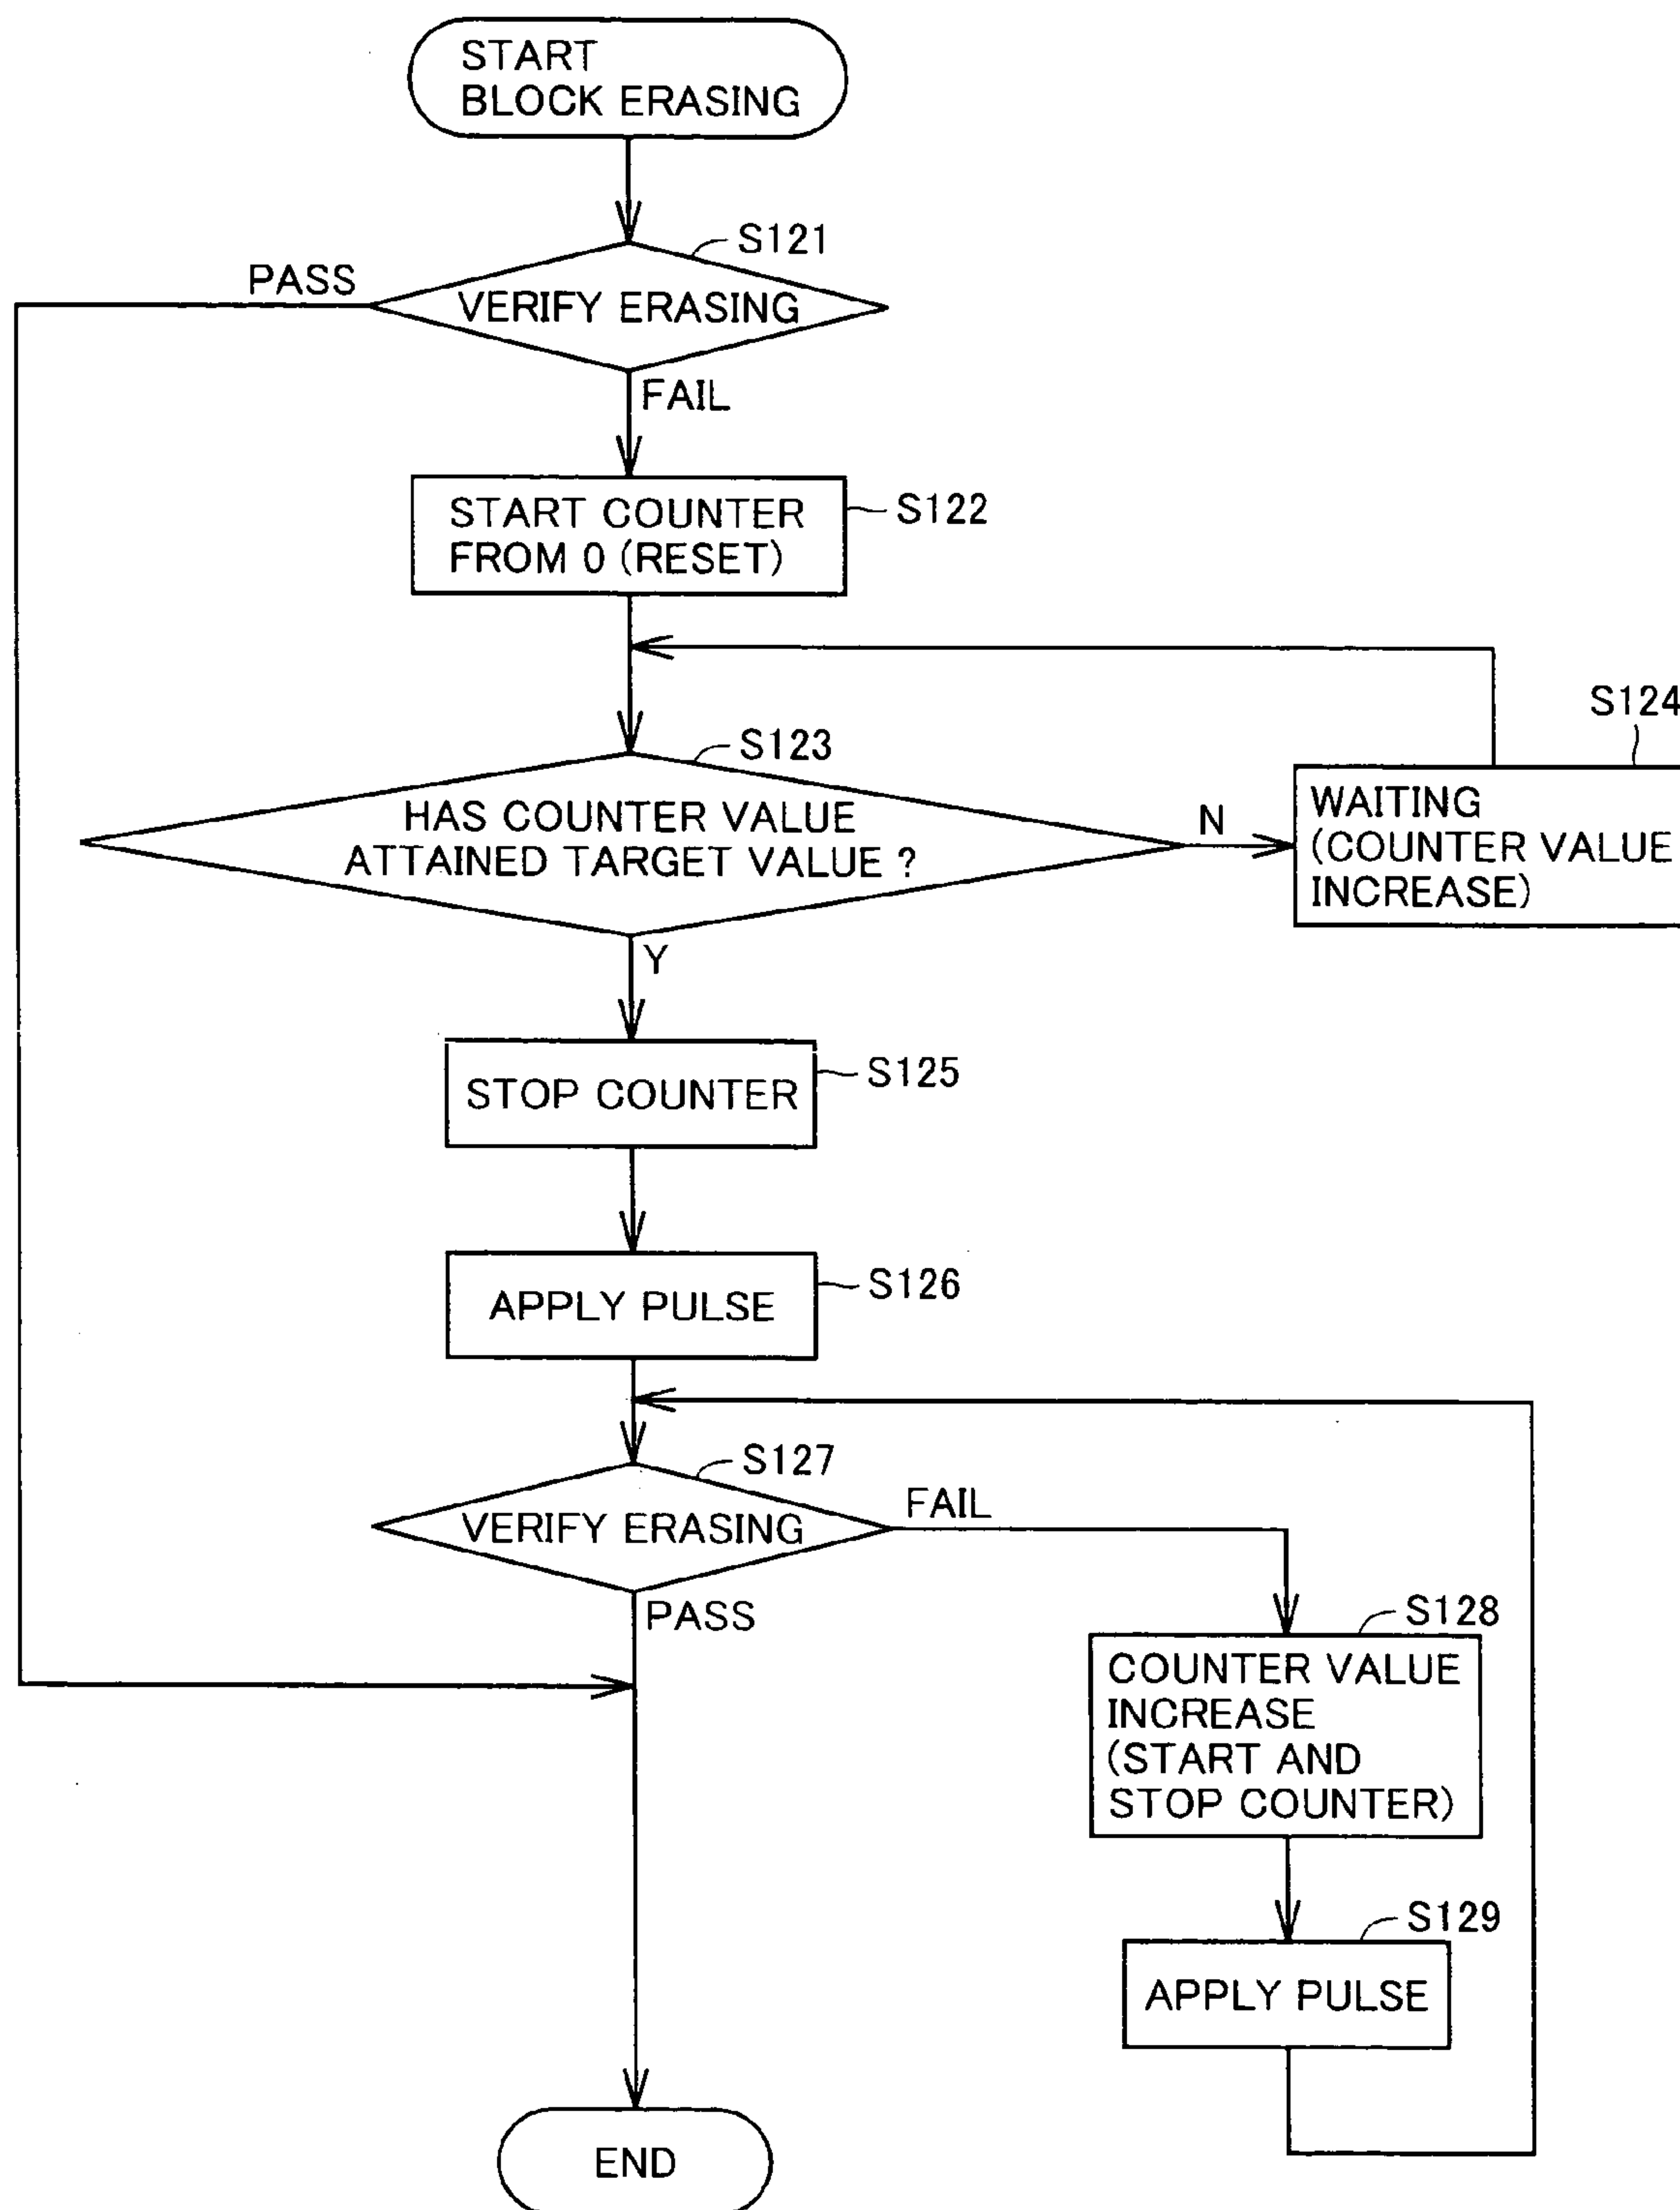 START
BLOCK ERASING
S121
PASS
VERIFY ERASING
FAIL
START COUNTER
FROM 0 (RESET)
S122
S124
S123
HAS COUNTER VALUE
ATTAINED TARGET VALUE ?
N
WAITING
(COUNTER VALUE
INCREASE)
Y
STOP COUNTER
S125
APPLY PULSE
S126
S127
VERIFY ERASING
FAIL
PASS
S128
COUNTER VALUE
INCREASE
(START AND
STOP COUNTER)
S129
APPLY PULSE
END